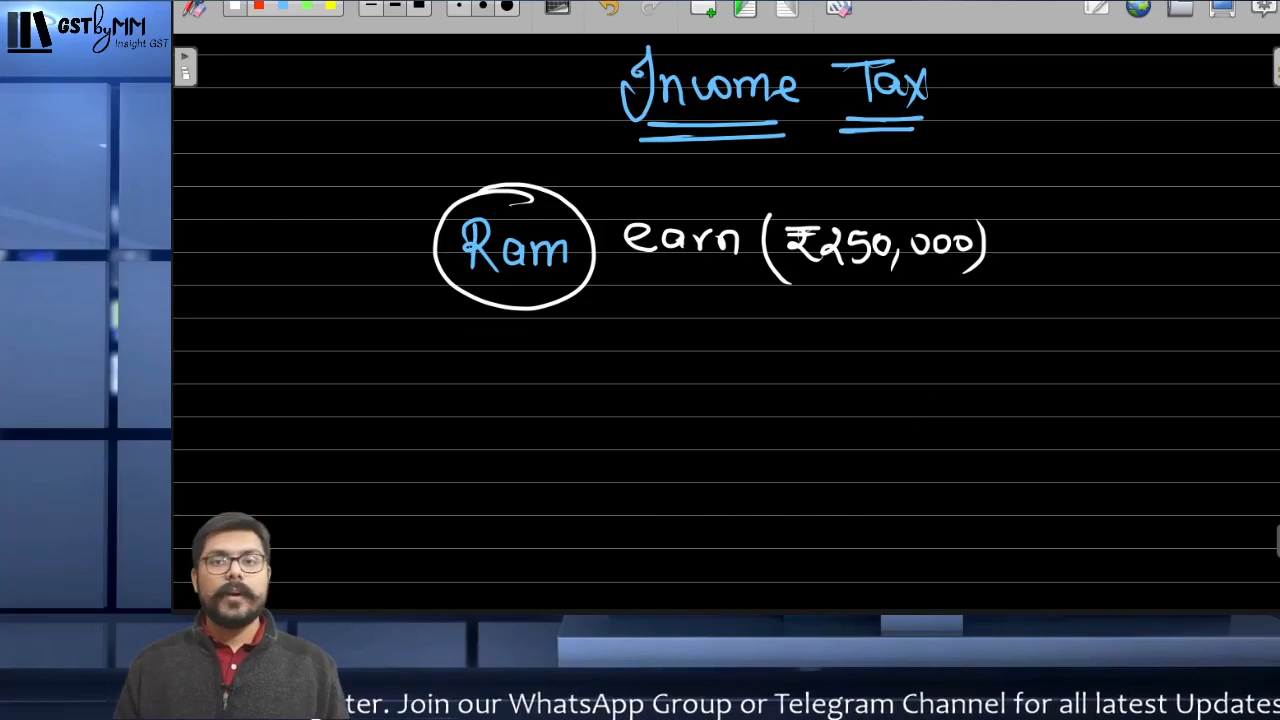 GSTbyMM
Insight GST
Income Tax
Ram earn (₹250,000)
ter. Join our WhatsApp Group or Telegram Channel for all latest Updates